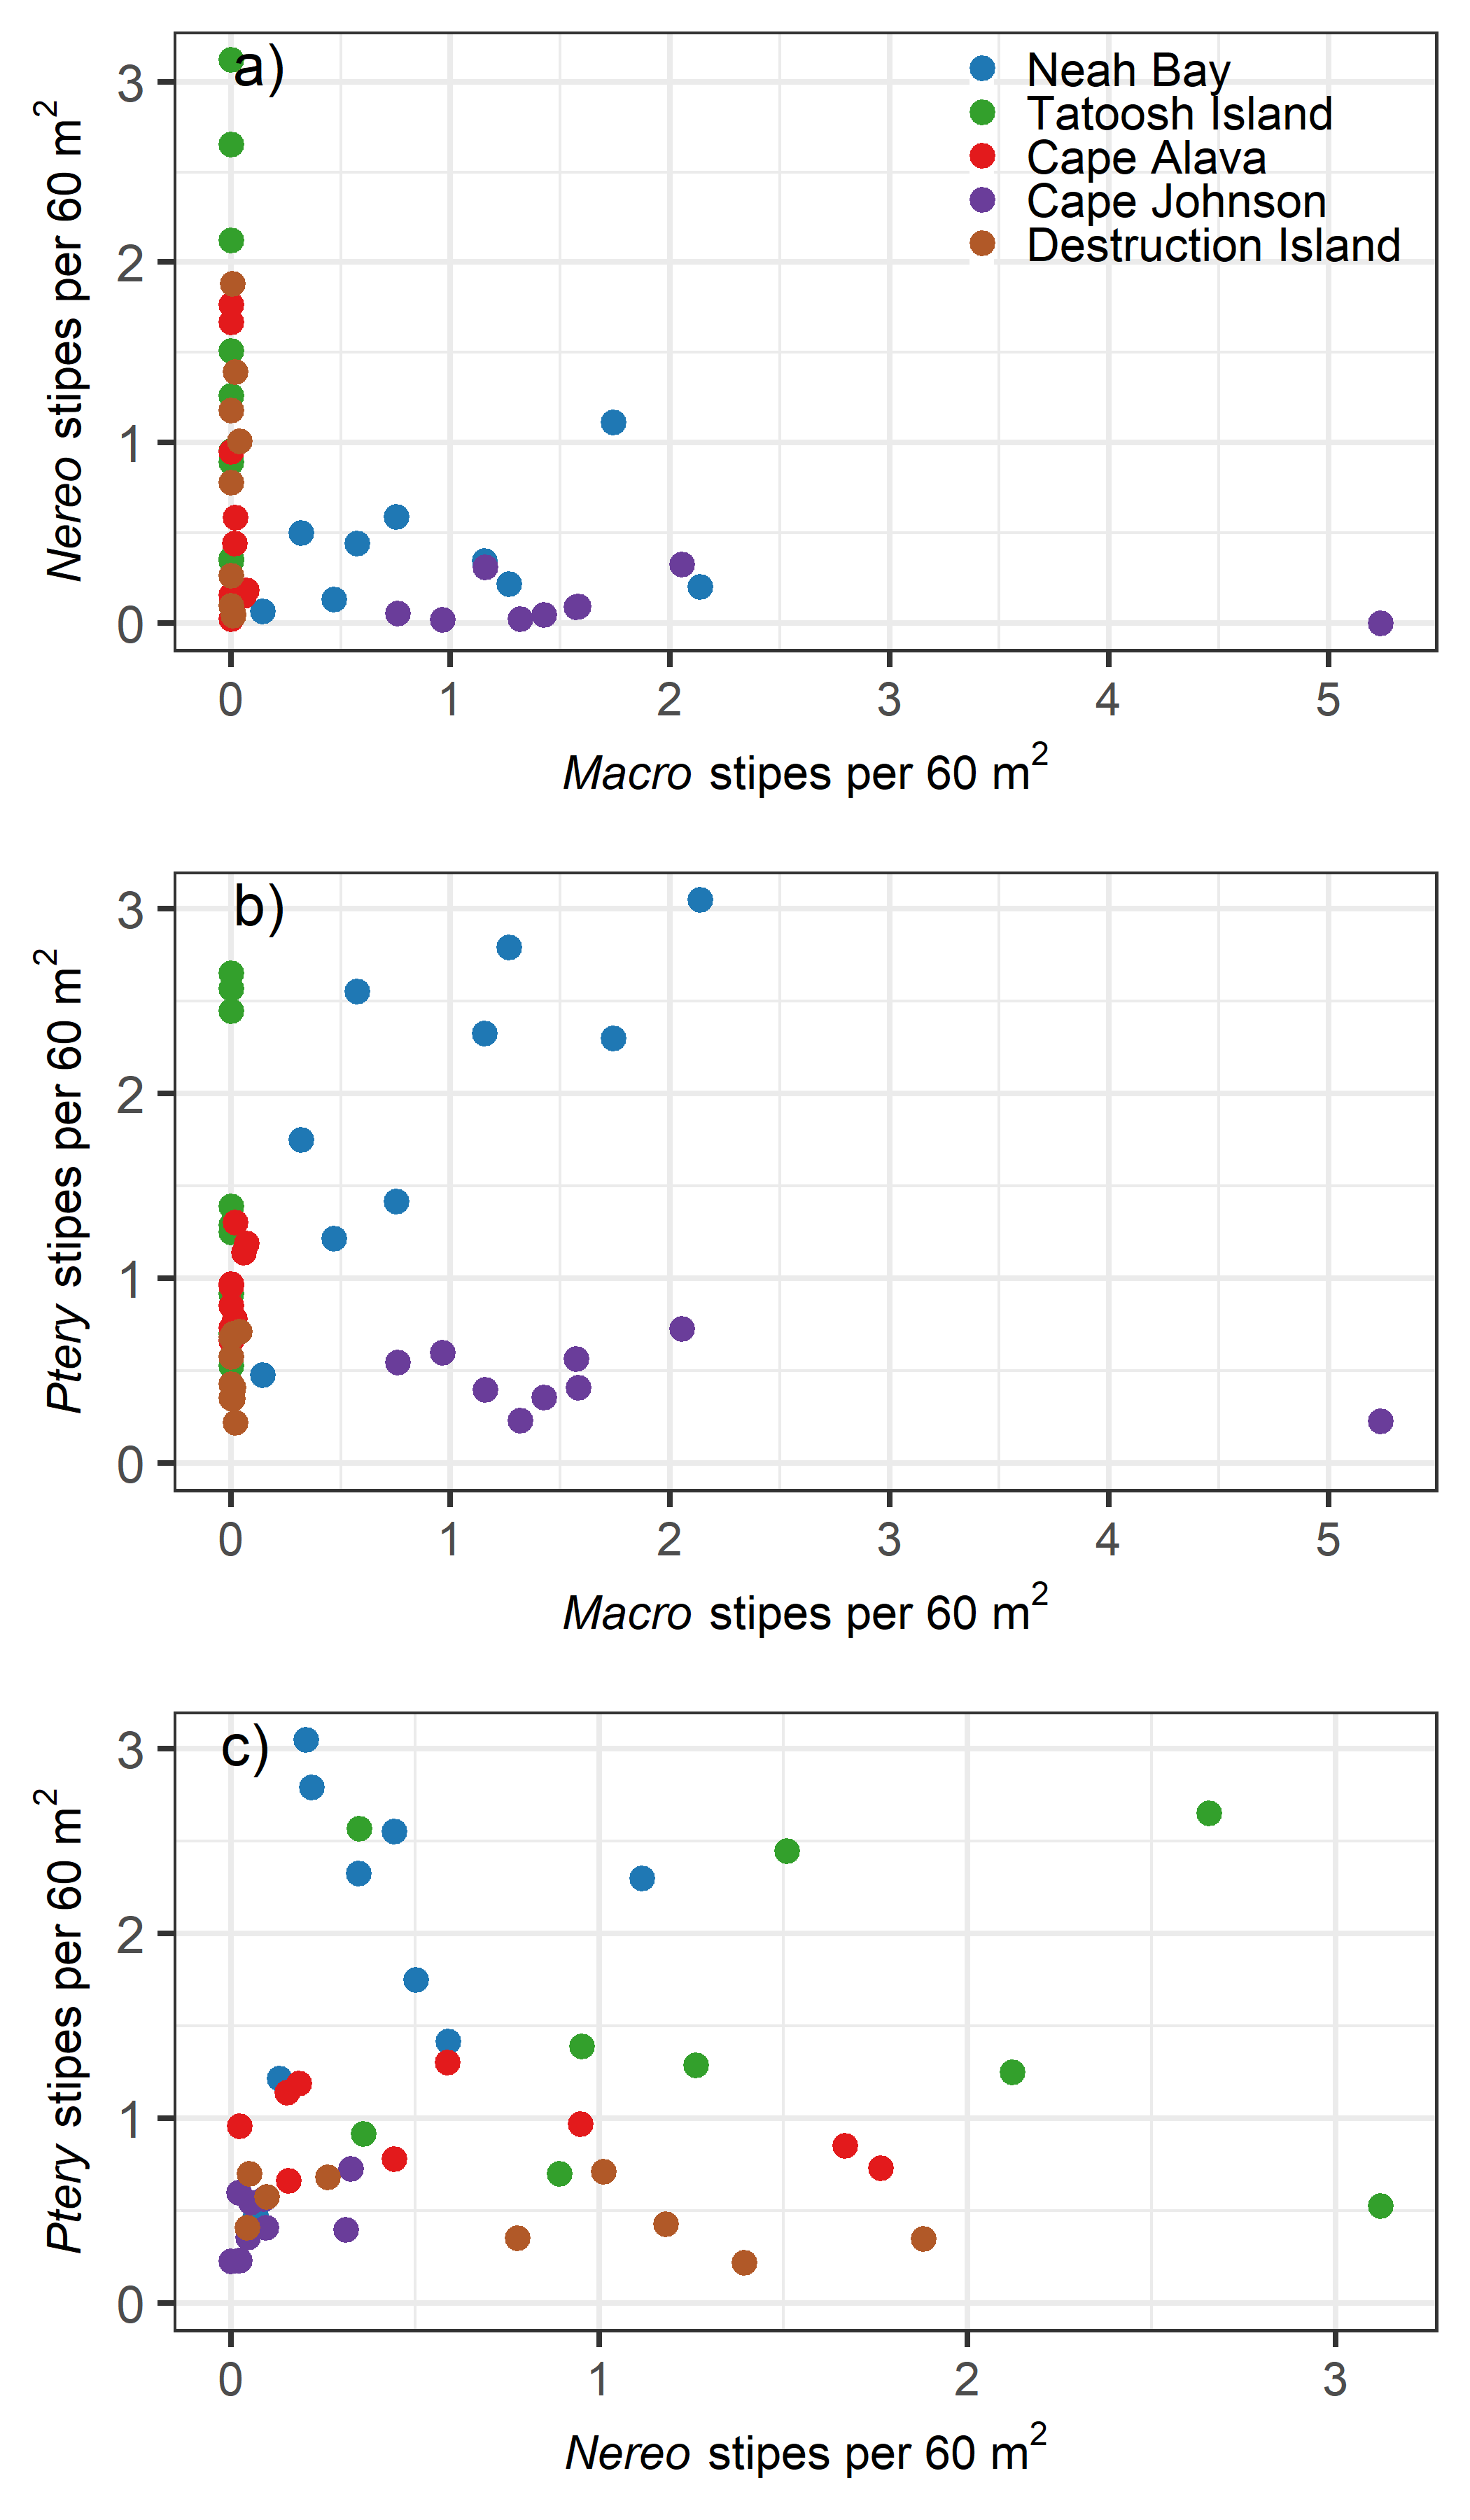 a)
Neah Bay
Tatoosh Island
Cape Alava
Cape Johnson
Destruction Island
Nereo stipes per 60 m²
3
2
1
0
0 1 2 3 4 5
Macro stipes per 60 m²
b)
Ptery stipes per 60 m²
3
2
1
0
0 1 2 3 4 5
Macro stipes per 60 m²
c)
Ptery stipes per 60 m²
3
2
1
0
0 1 2 3
Nereo stipes per 60 m²